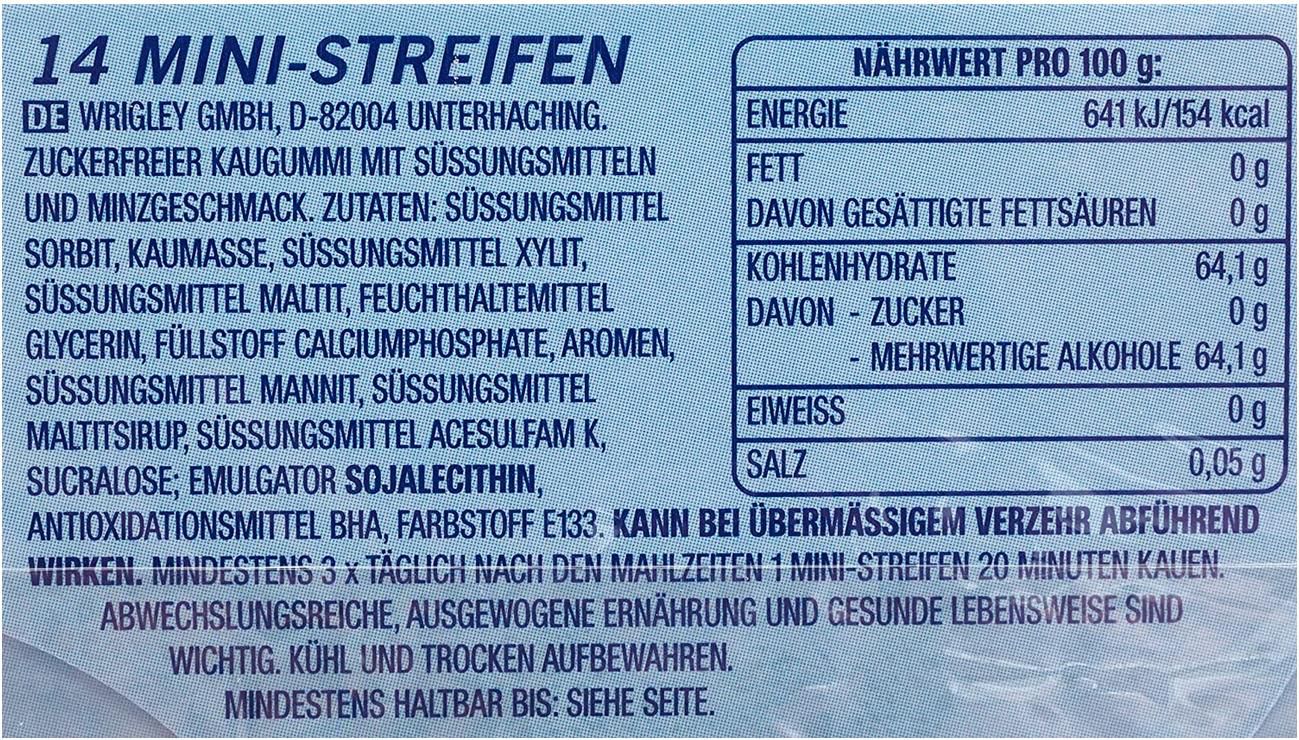 14 MINI-STREIFEN
DE WRIGLEY GMBH, D-82004 UNTERHACHING.
ZUCKERFREIER KAUGUMMI MIT SÜSSUNGSMITTELN
UND MINZGESCHMACK. ZUTATEN: SÜSSUNGSMITTEL
SORBIT, KAUMASSE, SÜSSUNGSMITTEL XYLIT,
SÜSSUNGSMITTEL MALTIT, FEUCHTHALTEMITTEL
GLYCERIN, FÜLLSTOFF CALCIUMPHOSPHATE, AROMEN,
SÜSSUNGSMITTEL MANNIT, SÜSSUNGSMITTEL
MALTITSIRUP, SÜSSUNGSMITTEL ACESULFAM K,
SUCRALOSE; EMULGATOR SOJALECITHIN,
ANTIOXIDATIONSMITTEL BHA, FARBSTOFF E133. KANN BEI ÜBERMÄSSIGEM VERZEHR ABFÜHREND
WIRKEN. MINDESTENS 3 x TÄGLICH NACH DEN MAHLZEITEN 1 MINI-STREIFEN 20 MINUTEN KAUEN.
ABWECHSLUNGSREICHE, AUSGEWOGENE ERNÄHRUNG UND GESUNDE LEBENSWEISE SIND
WICHTIG. KÜHL UND TROCKEN AUFBEWAHREN.
MINDESTENS HALTBAR BIS: SIEHE SEITE.
NÄHRWERT PRO 100 g:
ENERGIE 641 kJ/154 kcal
FETT 0 g
DAVON GESÄTTIGTE FETTSÄUREN 0 g
KOHLENHYDRATE 64,1 g
DAVON - ZUCKER 0 g
- MEHRWERTIGE ALKOHOLE 64,1 g
EIWEISS 0 g
SALZ 0,05 g